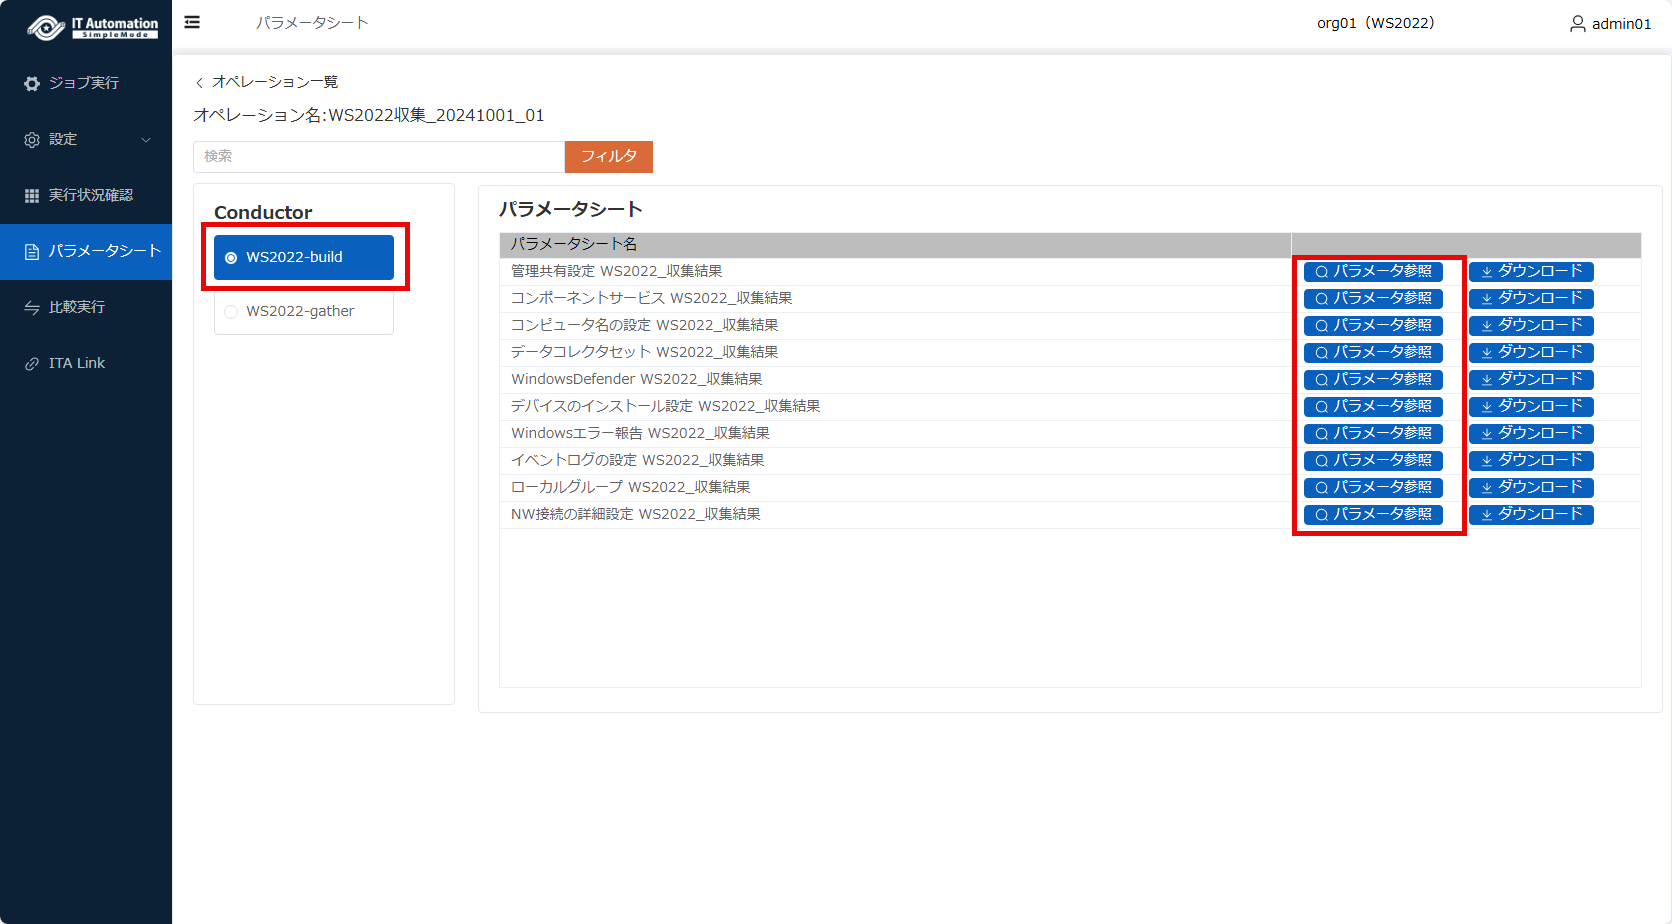 IT Automation
SimpleMode
パラメータシート
org01（WS2022）
admin01
ジョブ実行
設定
実行状況確認
パラメータシート
比較実行
ITA Link
オペレーション一覧
オペレーション名:WS2022収集_20241001_01
検索
フィルタ
Conductor
WS2022-build
WS2022-gather
パラメータシート
パラメータシート名
管理共有設定 WS2022_収集結果 パラメータ参照 ダウンロード
コンポーネントサービス WS2022_収集結果 パラメータ参照 ダウンロード
コンピュータ名の設定 WS2022_収集結果 パラメータ参照 ダウンロード
データコレクタセット WS2022_収集結果 パラメータ参照 ダウンロード
WindowsDefender WS2022_収集結果 パラメータ参照 ダウンロード
デバイスのインストール設定 WS2022_収集結果 パラメータ参照 ダウンロード
Windowsエラー報告 WS2022_収集結果 パラメータ参照 ダウンロード
イベントログの設定 WS2022_収集結果 パラメータ参照 ダウンロード
ローカルグループ WS2022_収集結果 パラメータ参照 ダウンロード
NW接続の詳細設定 WS2022_収集結果 パラメータ参照 ダウンロード